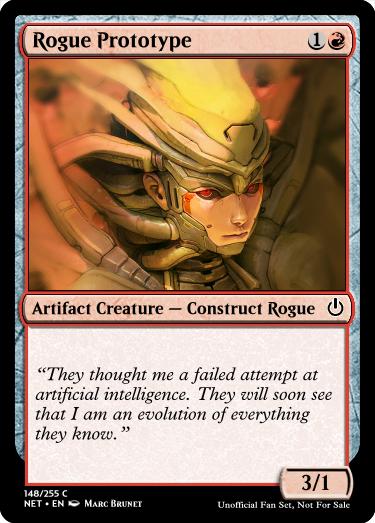 Rogue Prototype 1
Artifact Creature — Construct Rogue
“They thought me a failed attempt at
artificial intelligence. They will soon see
that I am an evolution of everything
they know.”
3/1
148/255 C
NET • EN Marc Brunet
Unofficial Fan Set, Not For Sale